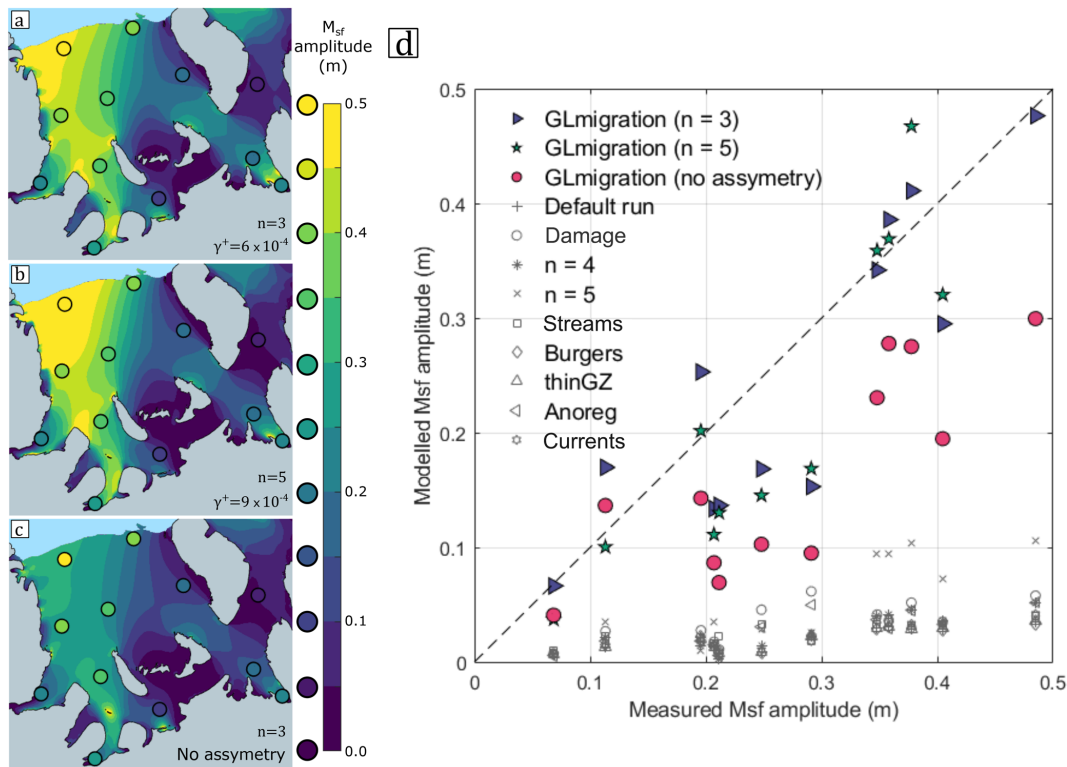 a
n=3
γ⁺=6 x 10⁻⁴
b
n=5
γ⁺=9 x 10⁻⁴
c
n=3
No assymetry
Msf
amplitude
(m)
0.5
0.4
0.3
0.2
0.1
0.0
d
GLmigration (n = 3)
GLmigration (n = 5)
GLmigration (no assymetry)
Default run
Damage
n = 4
n = 5
Streams
Burgers
thinGZ
Anoreg
Currents
Modelled Msf amplitude (m)
0.5
0.4
0.3
0.2
0.1
0
0
0.1
0.2
0.3
0.4
0.5
Measured Msf amplitude (m)